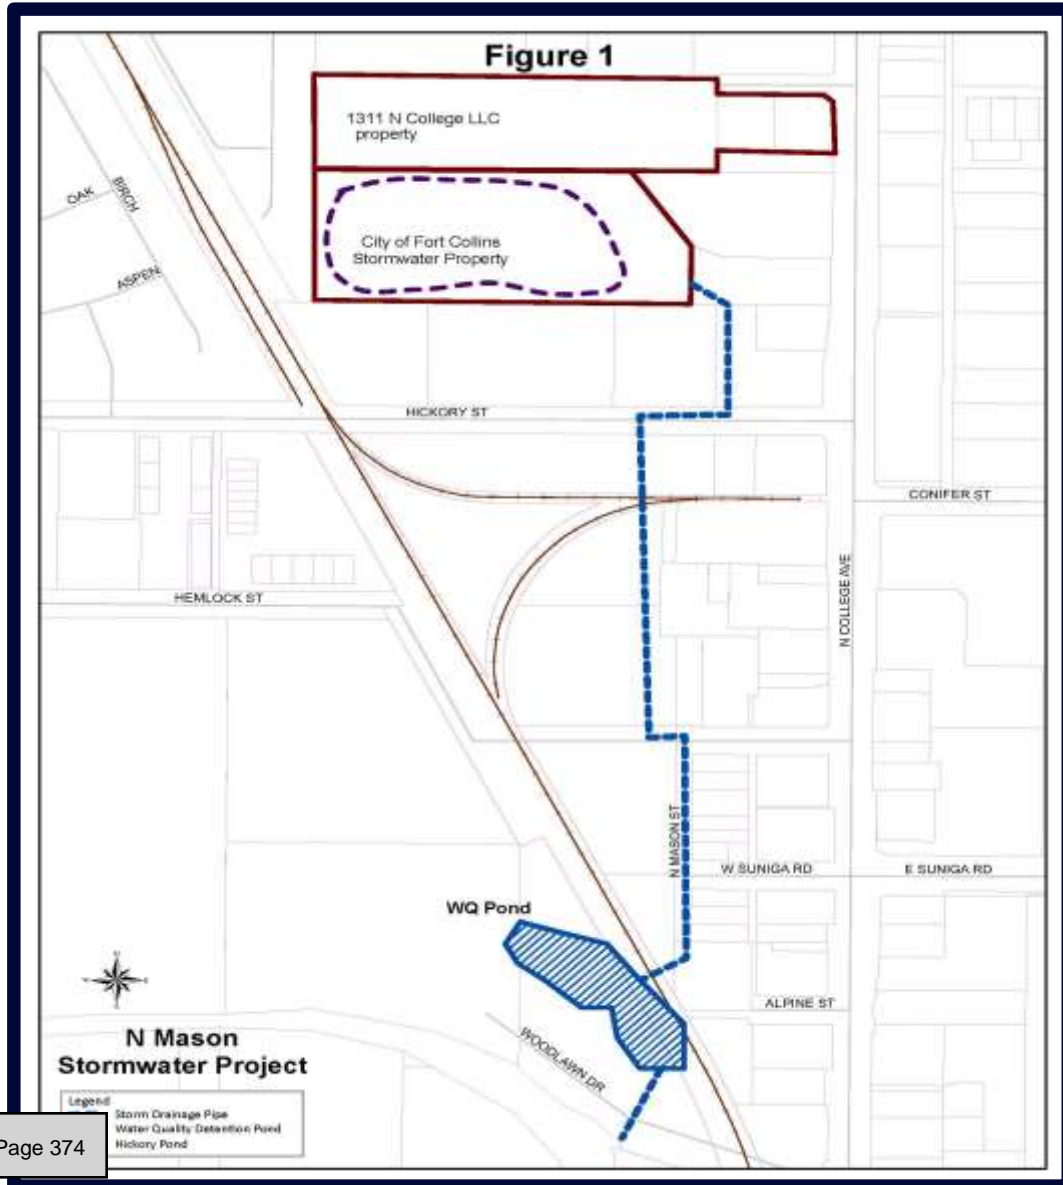 Figure 1
1311 N College LLC
property
OAK
BIRCH
ASPEN
City of Fort Collins
Stormwater Property
HICKORY ST
CONIFER ST
N COLLEGE AVE
HEMLOCK ST
N MASON ST
W SUNIGA RD
E SUNIGA RD
WQ Pond
ALPINE ST
WOODLAWN DR
N Mason
Stormwater Project
Legend
Storm Drainage Pipe
Water Quality Detention Pond
Hickory Pond
Page 374